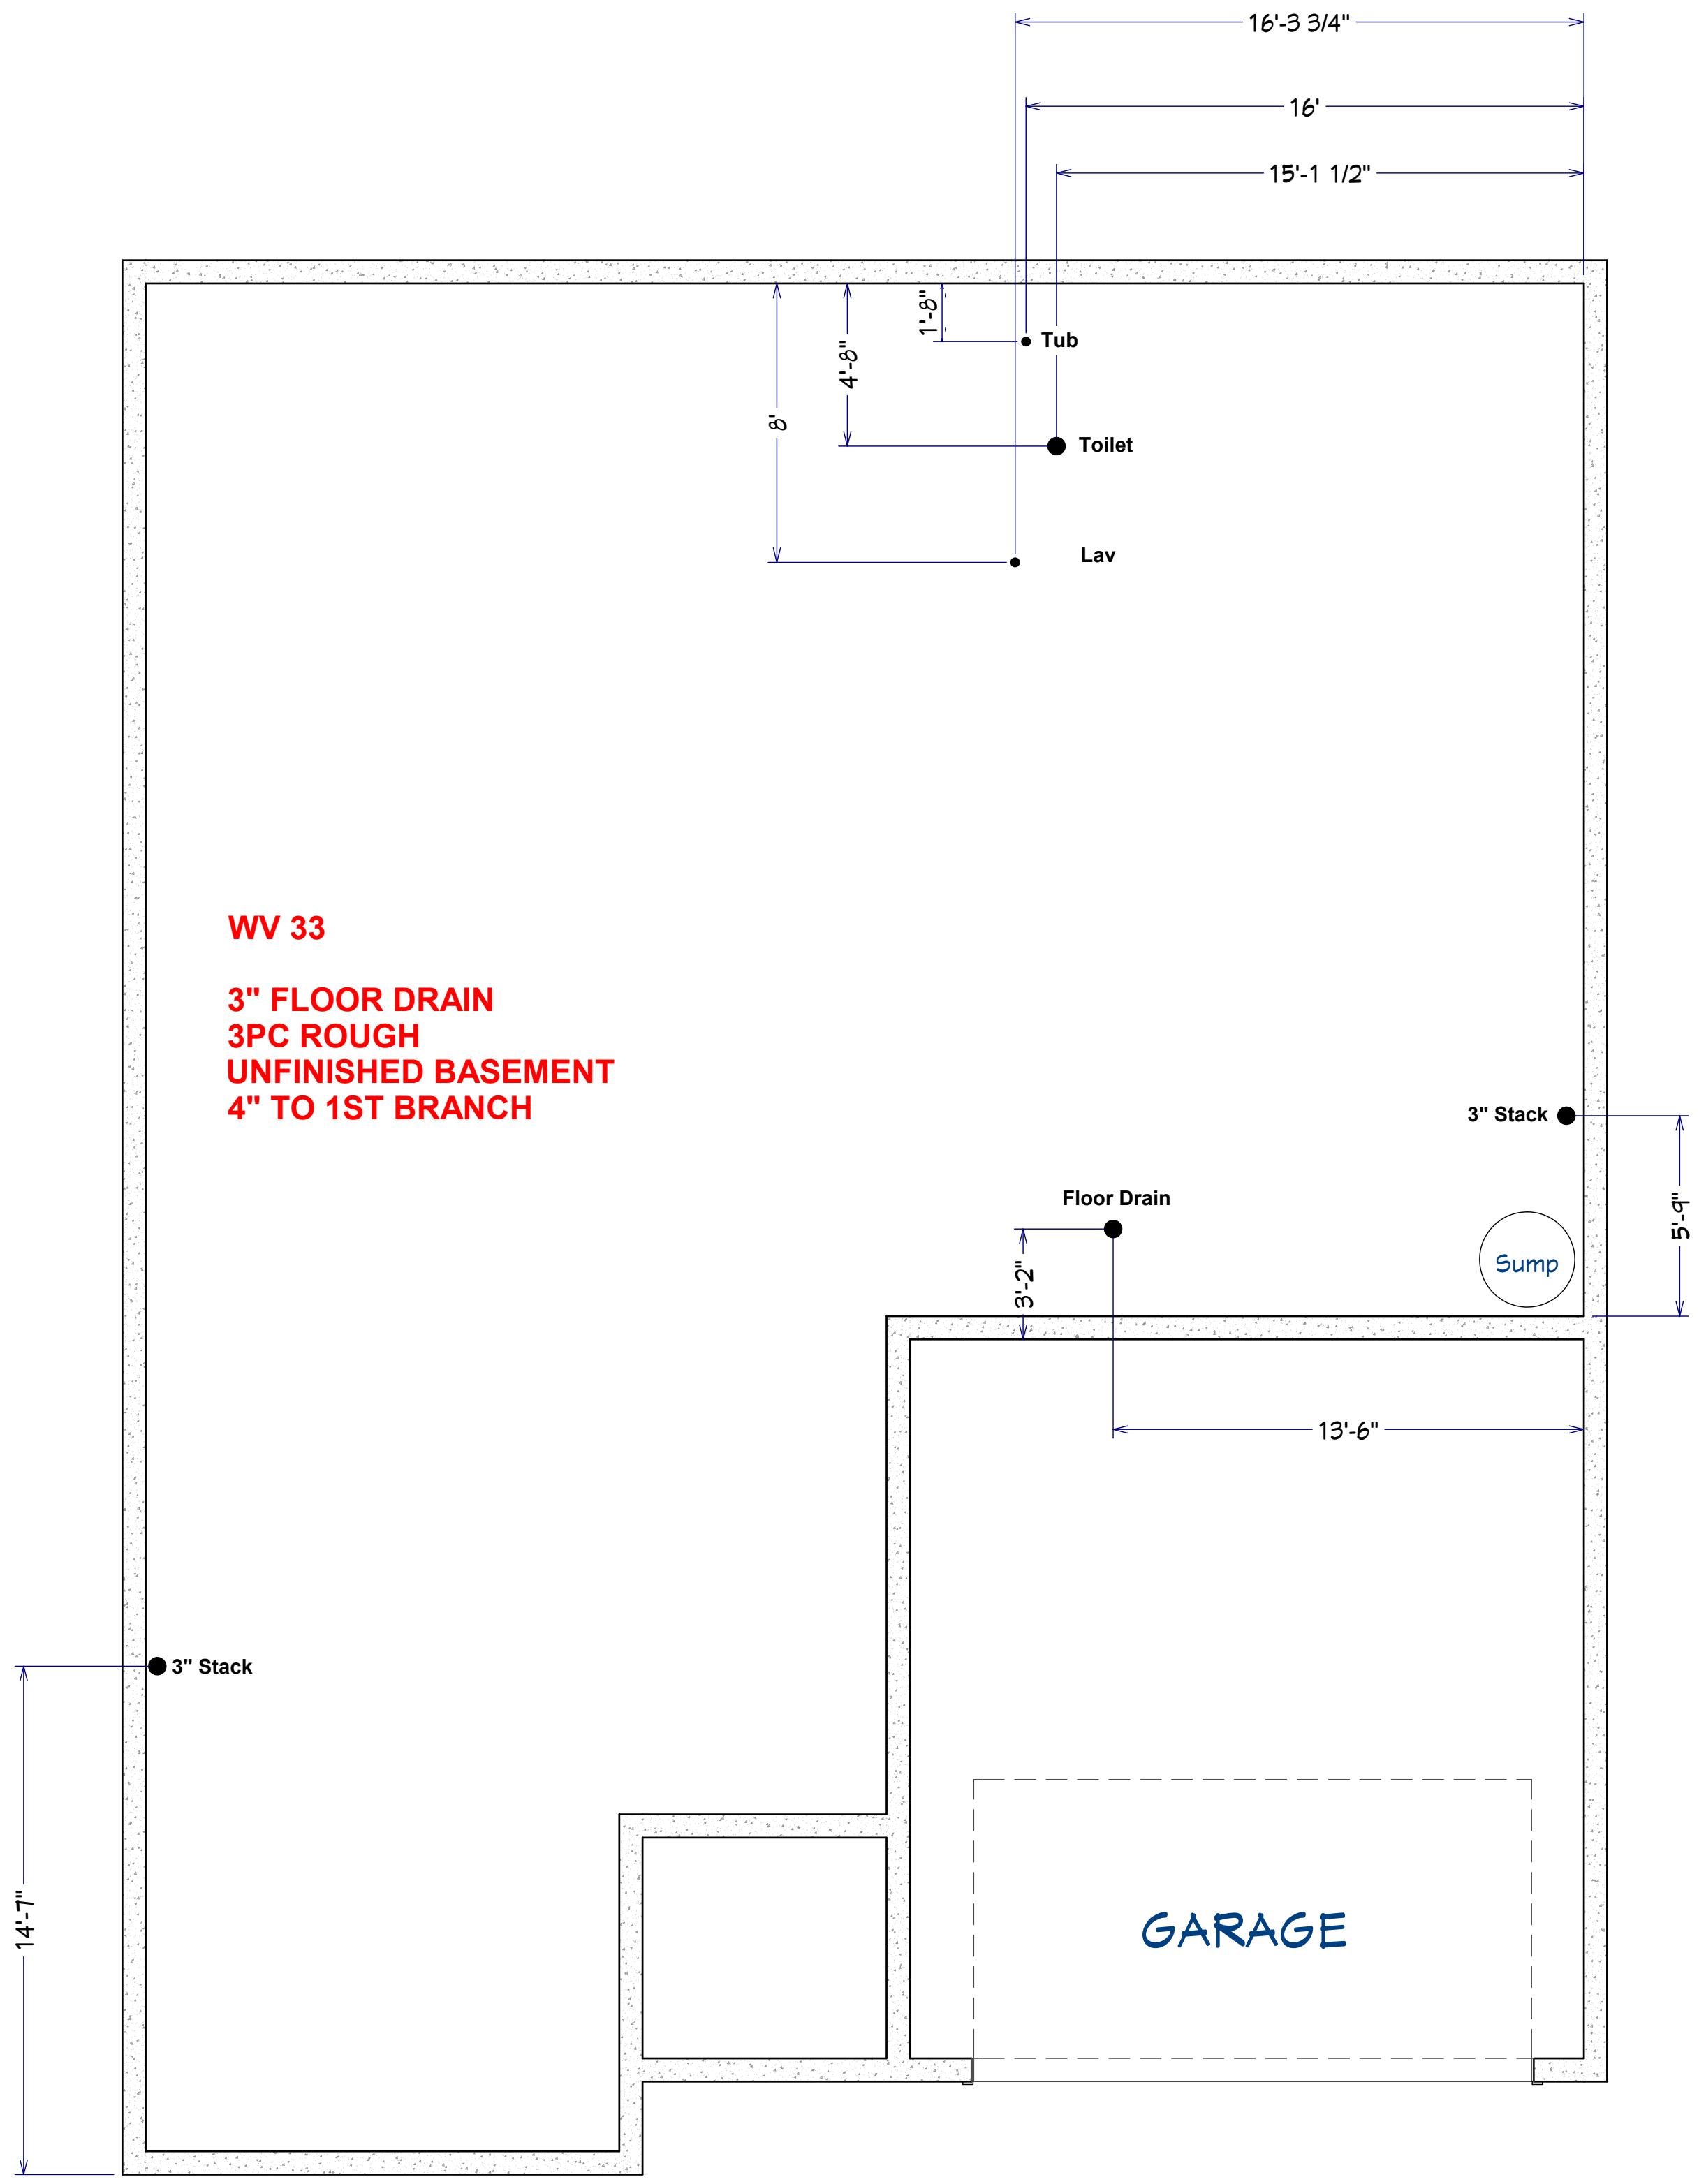 16'-3 3/4"
16'
15'-1 1/2"
1'-8"
Tub
4'-8"
8'
Toilet
Lav
WV 33
3" FLOOR DRAIN
3PC ROUGH
UNFINISHED BASEMENT
4" TO 1ST BRANCH
3" Stack
5'-9"
Floor Drain
Sump
3'-2"
13'-6"
3" Stack
14'-7"
GARAGE